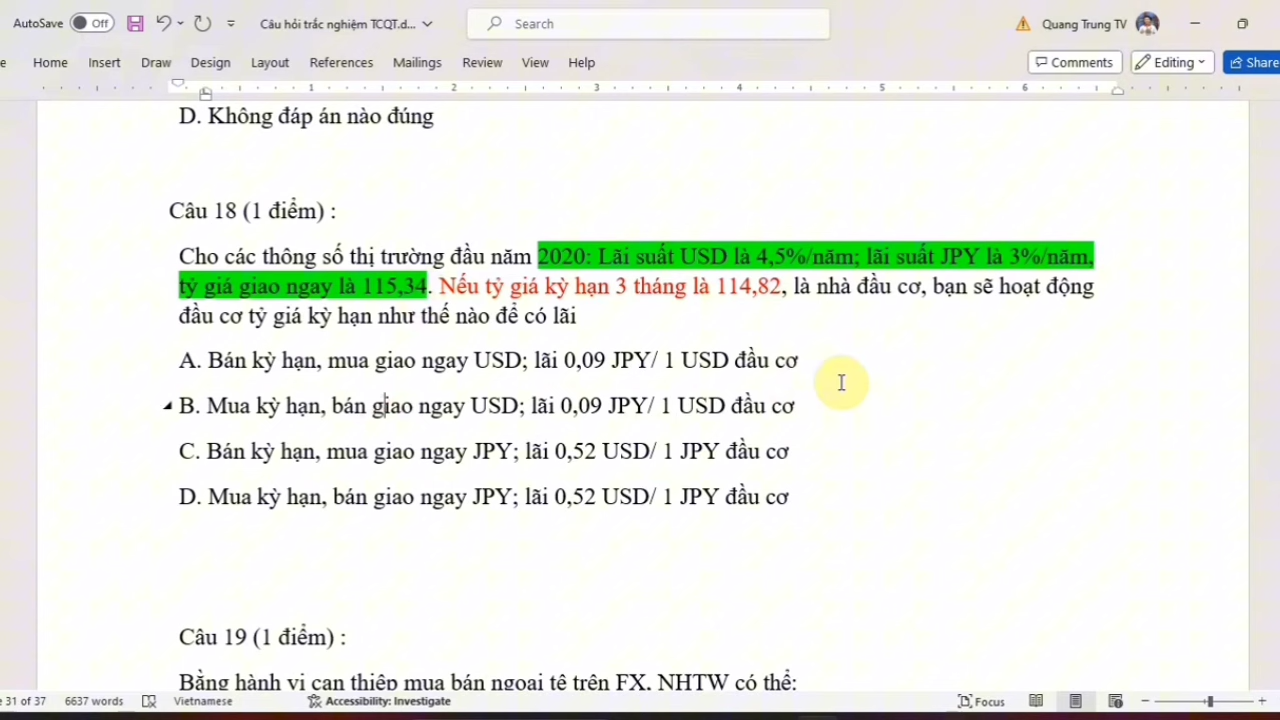 AutoSave Off Câu hỏi trắc nghiệm TCQT.d... Search Quang Trung TV
e Home Insert Draw Design Layout References Mailings Review View Help Comments Editing Share
1 2 3 4 5 6
D. Không đáp án nào đúng
Câu 18 (1 điểm) :
Cho các thông số thị trường đầu năm 2020: Lãi suất USD là 4,5%/năm; lãi suất JPY là 3%/năm,
tỷ giá giao ngay là 115,34. Nếu tỷ giá kỳ hạn 3 tháng là 114,82, là nhà đầu cơ, bạn sẽ hoạt động
đầu cơ tỷ giá kỳ hạn như thế nào để có lãi
A. Bán kỳ hạn, mua giao ngay USD; lãi 0,09 JPY/ 1 USD đầu cơ
B. Mua kỳ hạn, bán giao ngay USD; lãi 0,09 JPY/ 1 USD đầu cơ
C. Bán kỳ hạn, mua giao ngay JPY; lãi 0,52 USD/ 1 JPY đầu cơ
D. Mua kỳ hạn, bán giao ngay JPY; lãi 0,52 USD/ 1 JPY đầu cơ
Câu 19 (1 điểm) :
Bằng hành vi can thiệp mua bán ngoại tệ trên FX, NHTW có thể:
e 31 of 37 6637 words Vietnamese Accessibility: Investigate Focus